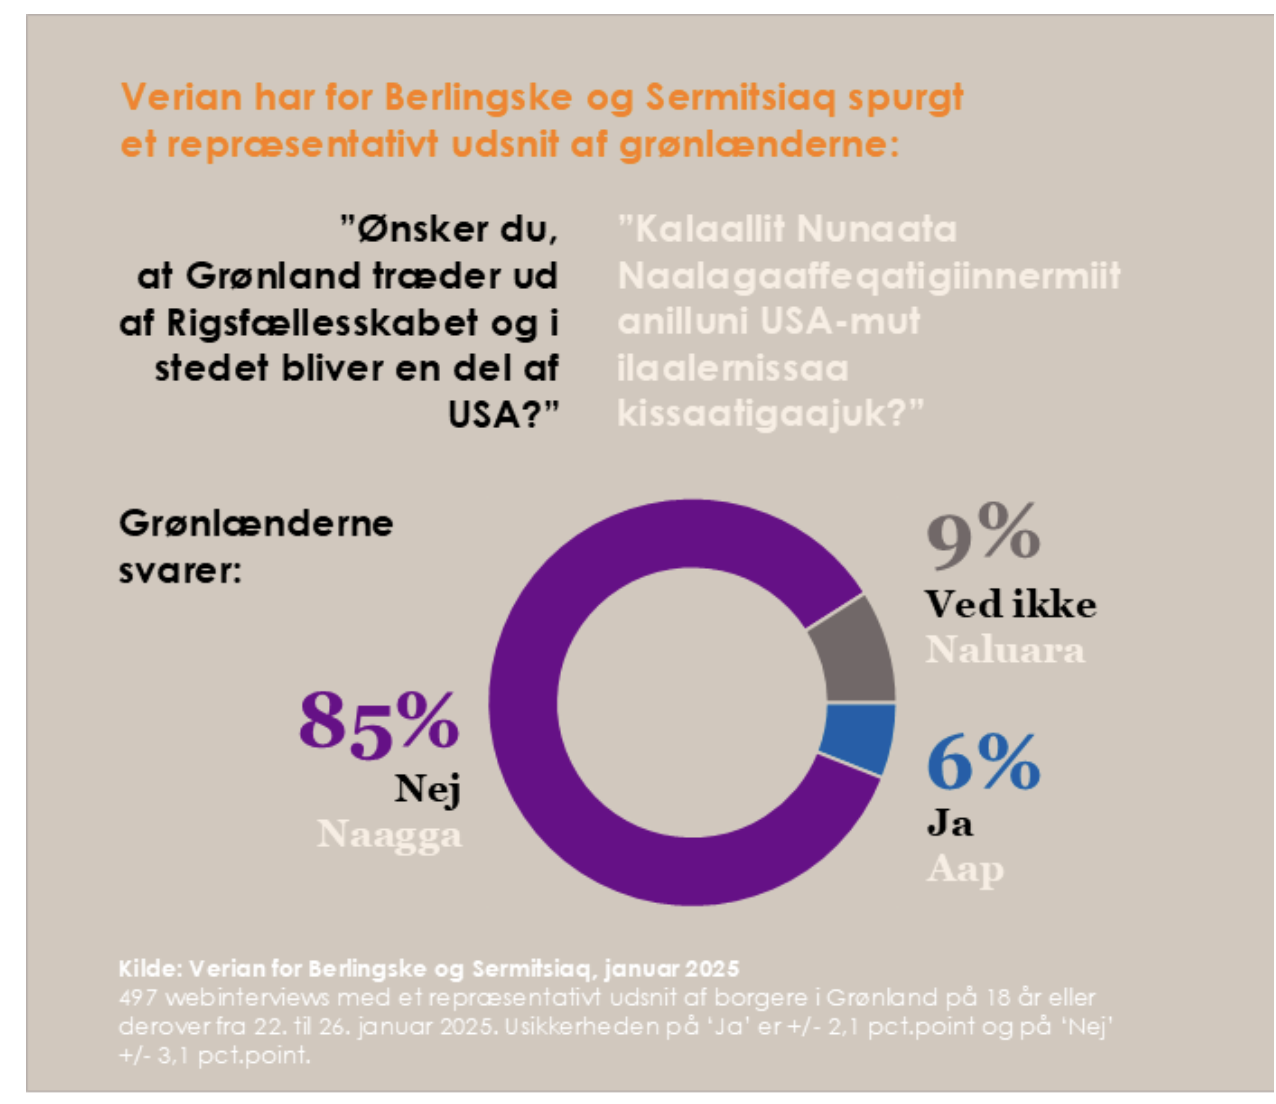 Verian har for Berlingske og Sermitsiaq spurgt
et repræsentativt udsnit af grønlænderne:
”Ønsker du,
at Grønland træder ud
af Rigsfællesskabet og i
stedet bliver en del af
USA?”
”Kalaallit Nunaata
Naalagaaffeqatigiinnermiit
anilluni USA-mut
ilaalernissaa
kissaatigaajuk?”
Grønlænderne
svarer:
85%
Nej
Naagga
9%
Ved ikke
Naluara
6%
Ja
Aap
Kilde: Verian for Berlingske og Sermitsiaq, januar 2025
497 webinterviews med et repræsentativt udsnit af borgere i Grønland på 18 år eller
derover fra 22. til 26. januar 2025. Usikkerheden på ‘Ja’ er +/- 2,1 pct.point og på ‘Nej’
+/- 3,1 pct.point.